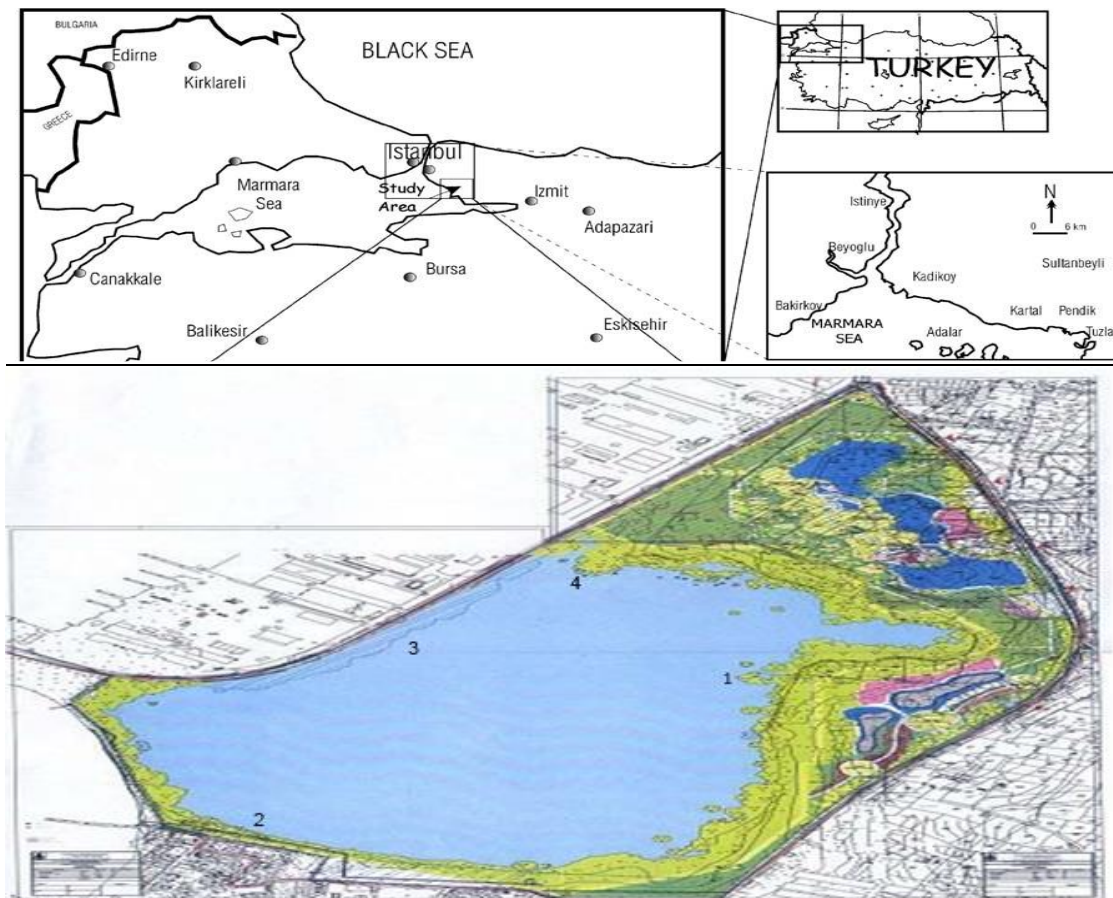 BULGARIA
Edirne
Kirklareli
BLACK SEA
GREECE
Istanbul
Study
Area
Marmara
Sea
Izmit
Adapazari
Canakkale
Bursa
Balikesir
Eskisehir
TURKEY
N
Istinye
0 6 km
Beyoglu
Sultanbeyli
Kadikoy
Bakirkoy
Kartal Pendik
MARMARA
SEA
Adalar
Tuzla
4
3
1
2